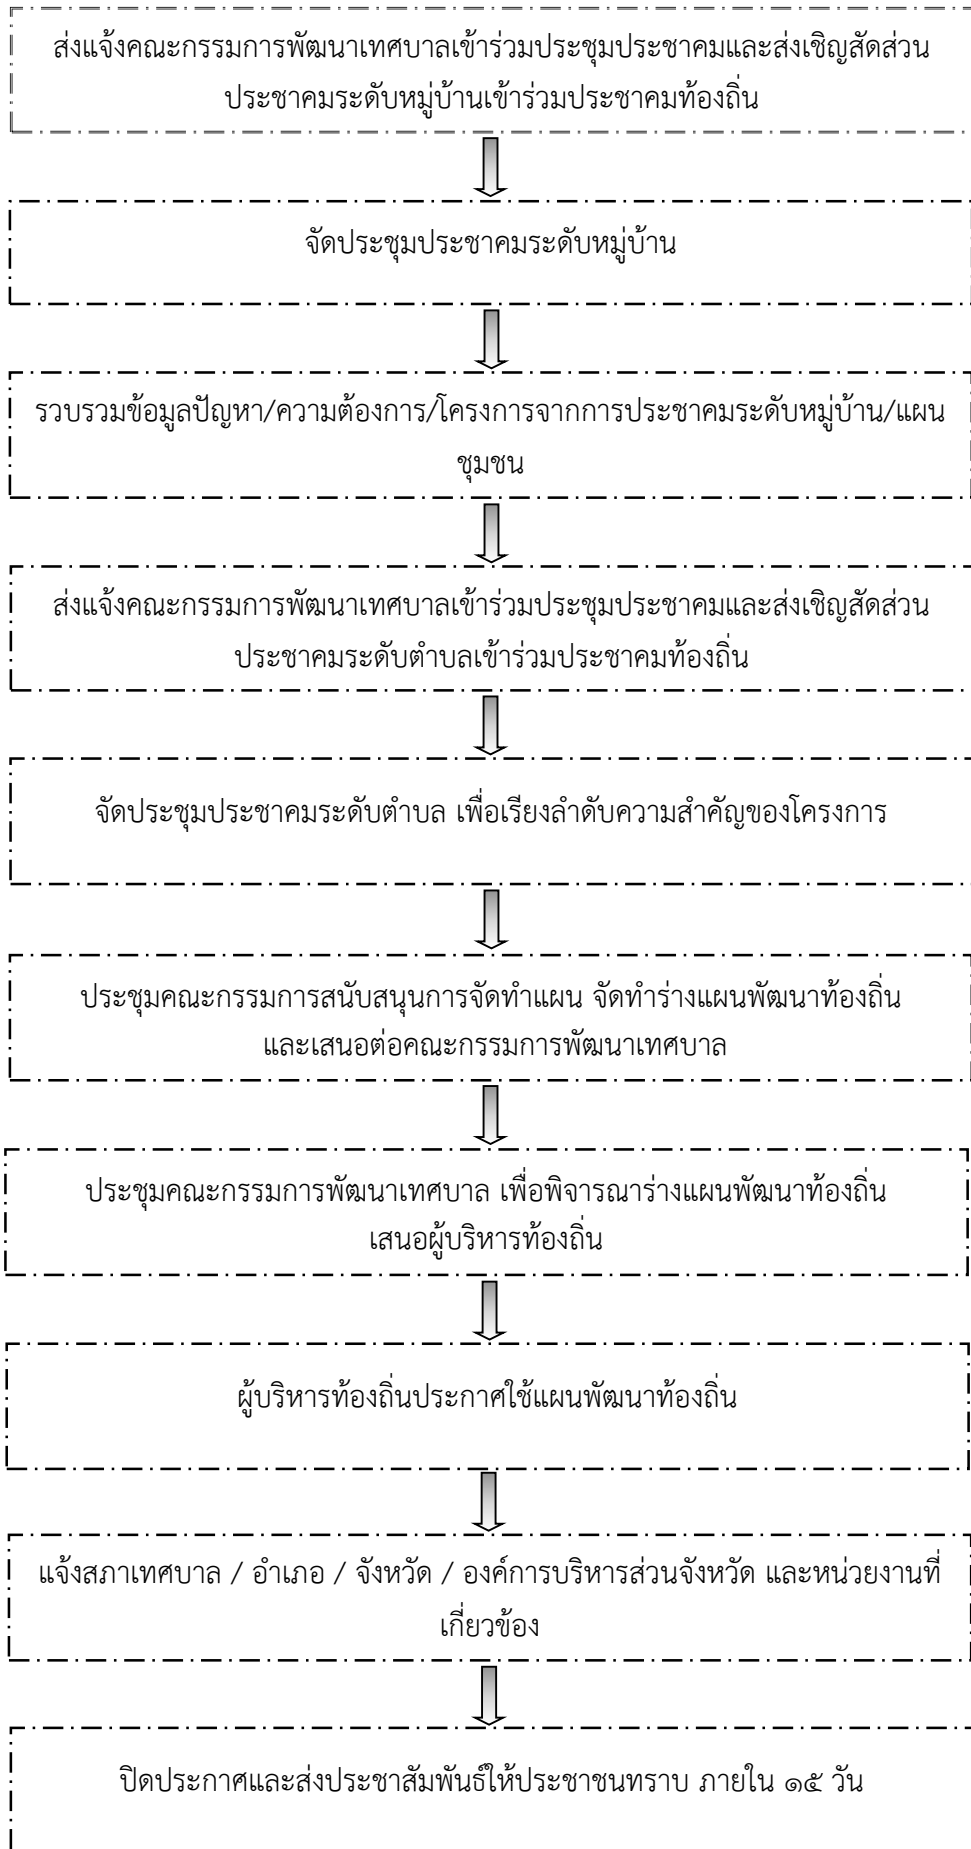 ส่งแจ้งคณะกรรมการพัฒนาเทศบาลเข้าร่วมประชุมประชาคมและส่งเชิญสัดส่วน
ประชาคมระดับหมู่บ้านเข้าร่วมประชาคมท้องถิ่น
จัดประชุมประชาคมระดับหมู่บ้าน
รวบรวมข้อมูลปัญหา/ความต้องการ/โครงการจากการประชาคมระดับหมู่บ้าน/แผน
ชุมชน
ส่งแจ้งคณะกรรมการพัฒนาเทศบาลเข้าร่วมประชุมประชาคมและส่งเชิญสัดส่วน
ประชาคมระดับตำบลเข้าร่วมประชาคมท้องถิ่น
จัดประชุมประชาคมระดับตำบล เพื่อเรียงลำดับความสำคัญของโครงการ
ประชุมคณะกรรมการสนับสนุนการจัดทำแผน จัดทำร่างแผนพัฒนาท้องถิ่น
และเสนอต่อคณะกรรมการพัฒนาเทศบาล
ประชุมคณะกรรมการพัฒนาเทศบาล เพื่อพิจารณาร่างแผนพัฒนาท้องถิ่น
เสนอผู้บริหารท้องถิ่น
ผู้บริหารท้องถิ่นประกาศใช้แผนพัฒนาท้องถิ่น
แจ้งสภาเทศบาล / อำเภอ / จังหวัด / องค์การบริหารส่วนจังหวัด และหน่วยงานที่
เกี่ยวข้อง
ปิดประกาศและส่งประชาสัมพันธ์ให้ประชาชนทราบ ภายใน ๑๕ วัน